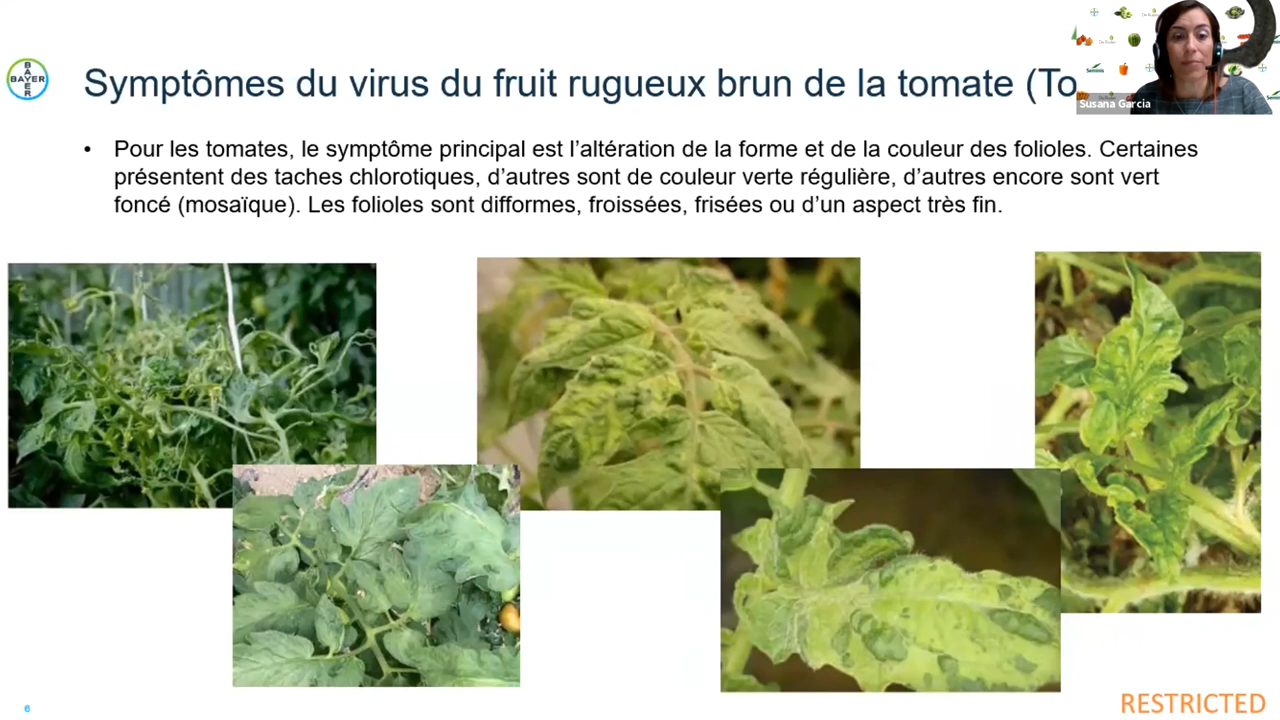 BAYER
BAYER
Symptômes du virus du fruit rugueux brun de la tomate (To
Susana Garcia
• Pour les tomates, le symptôme principal est l’altération de la forme et de la couleur des folioles. Certaines
présentent des taches chlorotiques, d’autres sont de couleur verte régulière, d’autres encore sont vert
foncé (mosaïque). Les folioles sont difformes, froissées, frisées ou d’un aspect très fin.
6
RESTRICTED